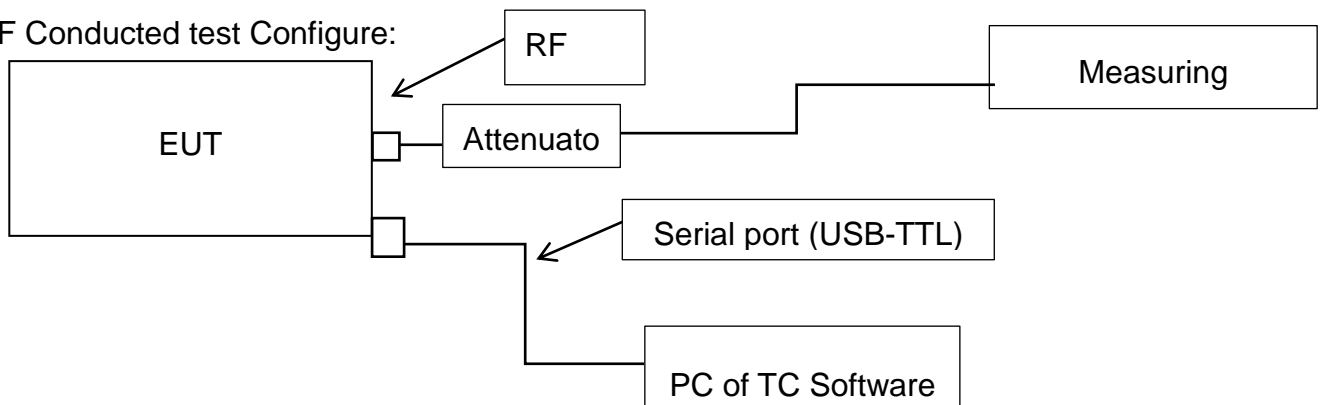 F Conducted test Configure:
RF
Measuring
EUT
Attenuato
Serial port (USB-TTL)
PC of TC Software